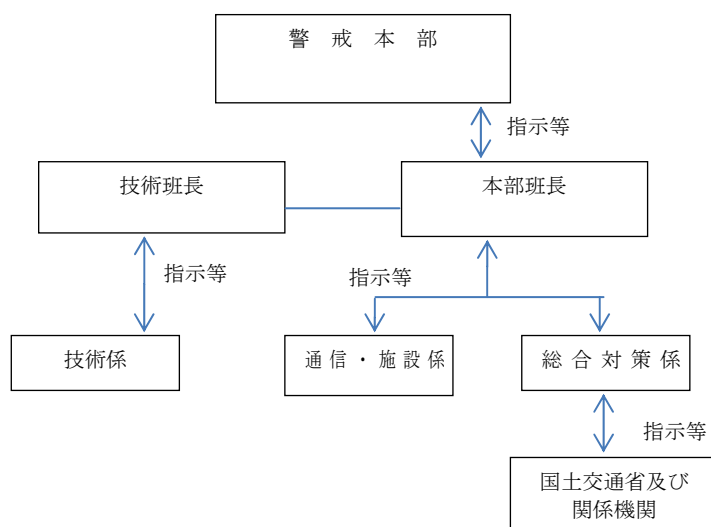 警 戒 本 部
指示等
技術班長
本部班長
指示等
指示等
技術係
通信・施設係
総合対策係
指示等
国土交通省及び
関係機関